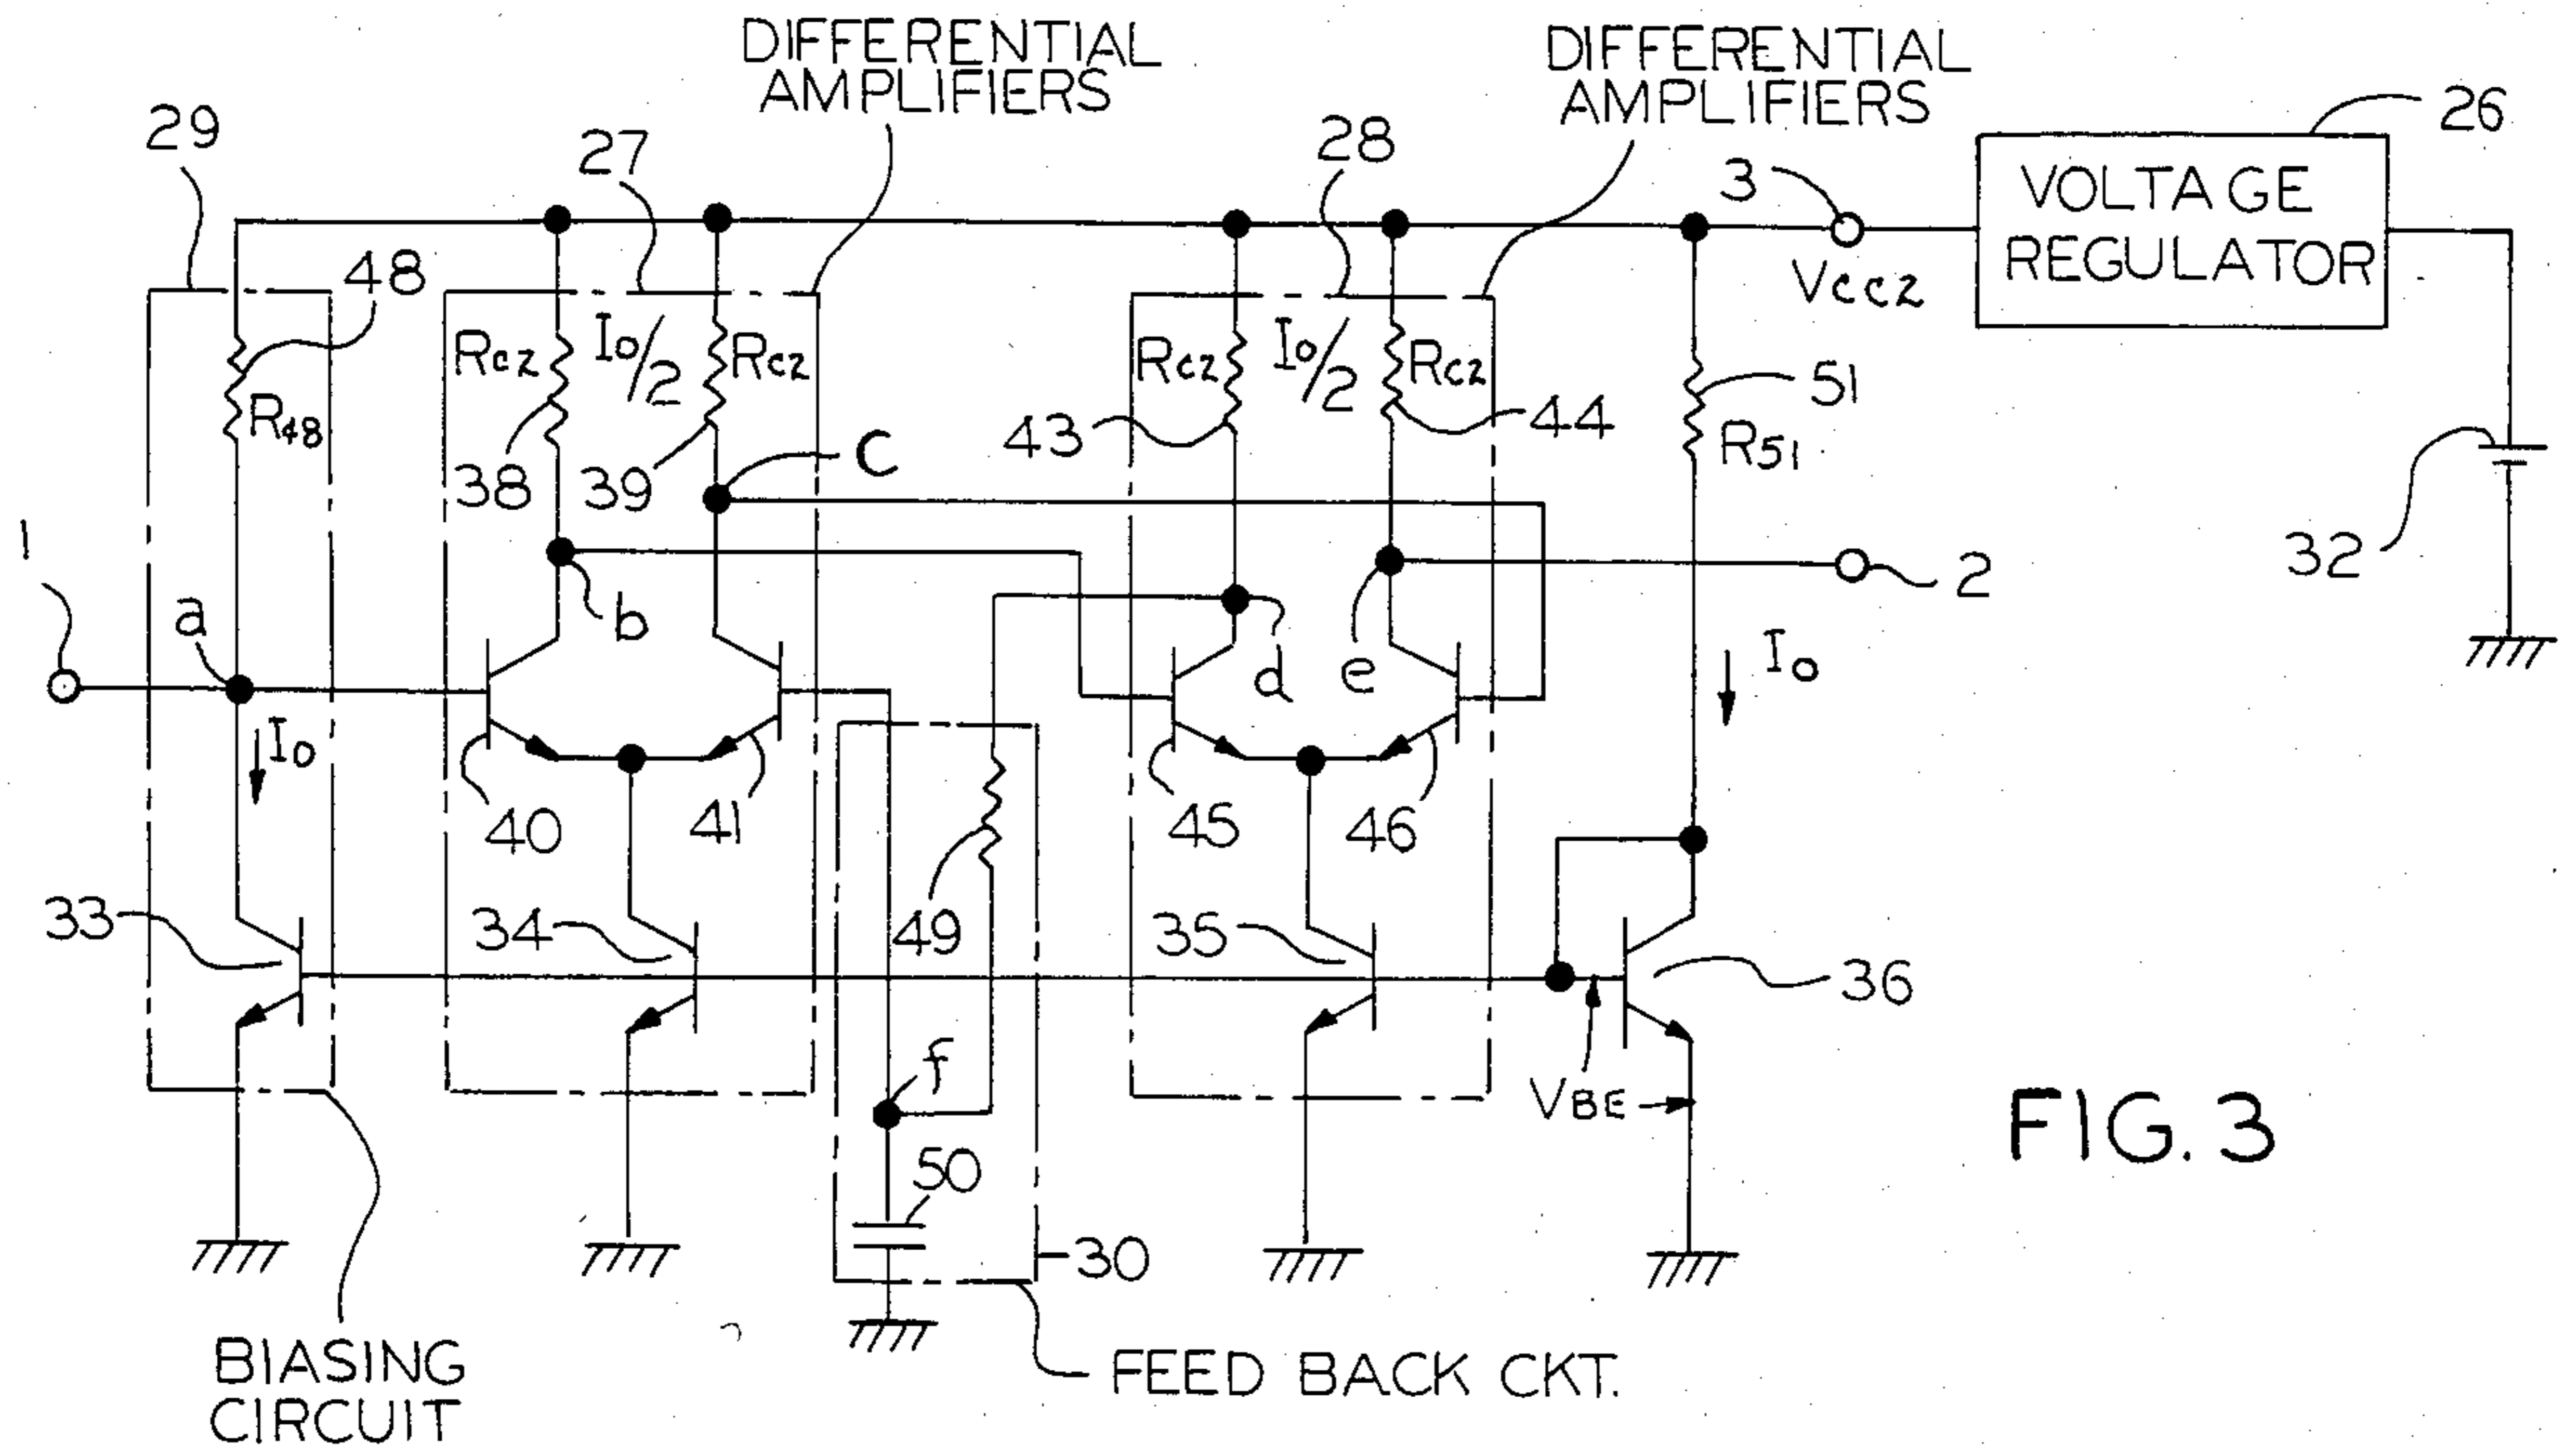 DIFFERENTIAL
AMPLIFIERS
DIFFERENTIAL
AMPLIFIERS
29
27
28
3
26
VOLTAGE
REGULATOR
Vcc2
48
R48
Rc2
Io/2
Rc2
Rc2
Io/2
Rc2
51
R51
38
39
c
43
44
32
1
a
b
d
e
2
Io
Io
40
41
45
46
33
34
49
35
36
f
VBE
50
30
FIG. 3
BIASING
CIRCUIT
FEED BACK CKT.